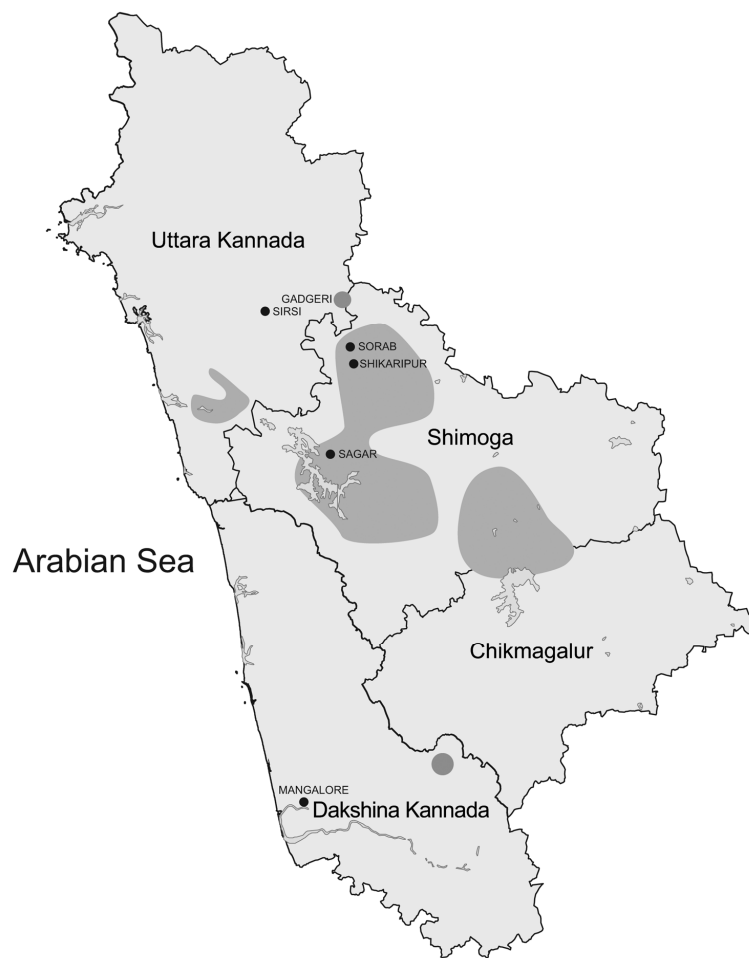 Uttara Kannada
GADGERI
SIRSI
SORAB
SHIKARIPUR
Shimoga
SAGAR
Arabian Sea
Chikmagalur
MANGALORE
Dakshina Kannada